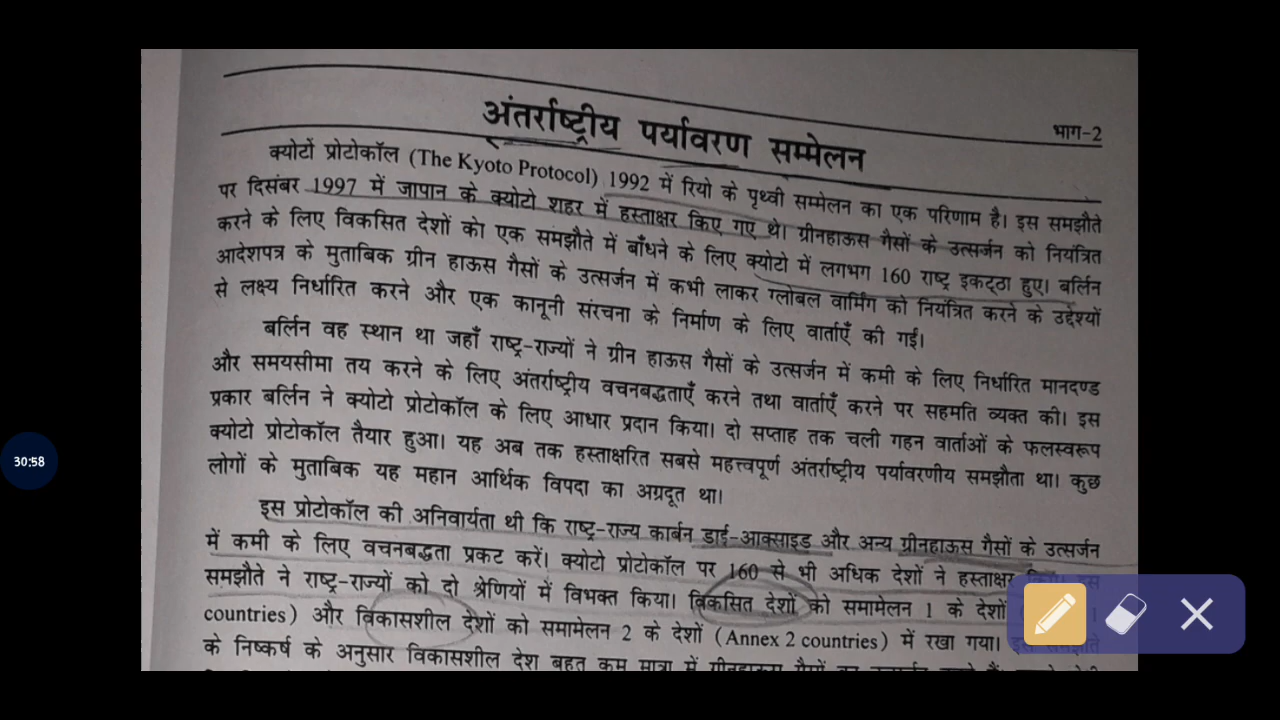 भाग-2
अंतर्राष्ट्रीय पर्यावरण सम्मेलन
क्योटों प्रोटोकॉल (The Kyoto Protocol) 1992 में रियो के पृथ्वी सम्मेलन का एक परिणाम है। इस समझौते
पर दिसंबर 1997 में जापान के क्योटो शहर में हस्ताक्षर किए गए थे। ग्रीनहाऊस गैसों के उत्सर्जन को नियंत्रित
करने के लिए विकसित देशों को एक समझौते में बाँधने के लिए क्योटो में लगभग 160 राष्ट्र इकट्ठा हुए। बर्लिन
आदेशपत्र के मुताबिक ग्रीन हाऊस गैसों के उत्सर्जन में कभी लाकर ग्लोबल वार्मिंग को नियंत्रित करने के उद्देश्यों
से लक्ष्य निर्धारित करने और एक कानूनी संरचना के निर्माण के लिए वार्ताएँ की गईं।
बर्लिन वह स्थान था जहाँ राष्ट्र-राज्यों ने ग्रीन हाऊस गैसों के उत्सर्जन में कमी के लिए निर्धारित मानदण्ड
और समयसीमा तय करने के लिए अंतर्राष्ट्रीय वचनबद्धताएँ करने तथा वार्ताएँ करने पर सहमति व्यक्त की। इस
प्रकार बर्लिन ने क्योटो प्रोटोकॉल के लिए आधार प्रदान किया। दो सप्ताह तक चली गहन वार्ताओं के फलस्वरूप
क्योटो प्रोटोकॉल तैयार हुआ। यह अब तक हस्ताक्षरित सबसे महत्त्वपूर्ण अंतर्राष्ट्रीय पर्यावरणीय समझौता था। कुछ
लोगों के मुताबिक यह महान आर्थिक विपदा का अग्रदूत था।
इस प्रोटोकॉल की अनिवार्यता थी कि राष्ट्र-राज्य कार्बन डाई-आक्साइड और अन्य ग्रीनहाऊस गैसों के उत्सर्जन
में कमी के लिए वचनबद्धता प्रकट करें। क्योटो प्रोटोकॉल पर 160 से भी अधिक देशों ने हस्ताक्षर
समझौते ने राष्ट्र-राज्यों को दो श्रेणियों में विभक्त किया। विकसित देशों को समामेलन 1 के देशों
countries) और विकासशील देशों को समामेलन 2 के देशों (Annex 2 countries) में रखा गया। इस समझौते
के निष्कर्ष के अनुसार विकासशील देश बहुत कम मात्रा में
30:58